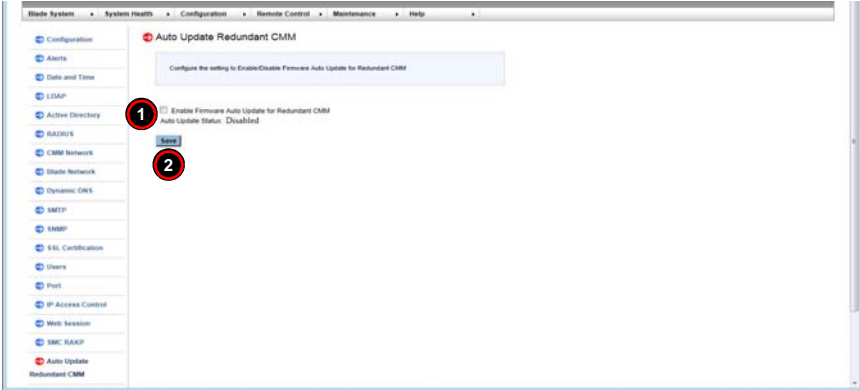 Blade System System Health Configuration Remote Control Maintenance Help
Configuration
Alerts
Date and Time
LDAP
Active Directory
RADIUS
CMM Network
Blade Network
Dynamic DNS
SMTP
SNMP
SSL Certification
Users
Port
IP Access Control
Web Session
SMC RAKP
Auto Update
Redundant CMM
Auto Update Redundant CMM
Configure the setting to Enable/Disable Firmware Auto Update for Redundant CMM
1
Enable Firmware Auto Update for Redundant CMM
Auto Update Status: Disabled
Save
2